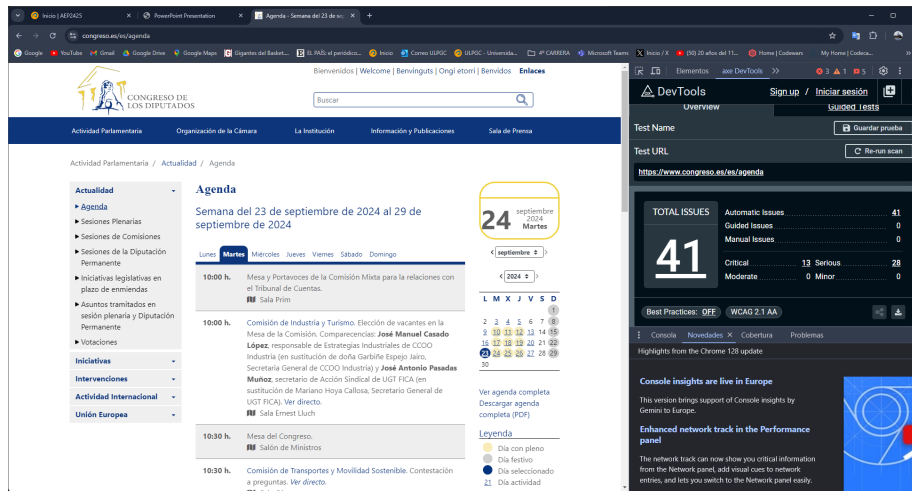 Inicio | AEP2425
PowerPoint Presentation
Agenda - Semana del 23 de se
congreso.es/es/agenda
Google YouTube Gmail Google Drive Google Maps Gigantes del Basket... EL PAÍS: el periódico... Inicio Correo ULPGC ULPGC - Universida... 4º CARRERA Microsoft Teams Inicio / X (50) 20 años del 11... Home | Codewars My Home | Codeca...
Bienvenidos | Welcome | Benvinguts | Ongi etorri | Benvidos Enlaces
CONGRESO DE
LOS DIPUTADOS
Buscar
Actividad Parlamentaria Organización de la Cámara La Institución Información y Publicaciones Sala de Prensa
Actividad Parlamentaria / Actualidad / Agenda
Actualidad
Agenda
Sesiones Plenarias
Sesiones de Comisiones
Sesiones de la Diputación
Permanente
Iniciativas legislativas en
plazo de enmiendas
Asuntos tramitados en
sesión plenaria y Diputación
Permanente
Votaciones
Iniciativas
Intervenciones
Actividad Internacional
Unión Europea
Agenda
Semana del 23 de septiembre de 2024 al 29 de
septiembre de 2024
Lunes Martes Miércoles Jueves Viernes Sábado Domingo
10:00 h. Mesa y Portavoces de la Comisión Mixta para la relaciones con
el Tribunal de Cuentas.
Sala Prim
10:00 h. Comisión de Industria y Turismo. Elección de vacantes en la
Mesa de la Comisión. Comparecencias: José Manuel Casado
López, responsable de Estrategias Industriales de CCOO
Industria (en sustitución de doña Garbiñe Espejo Jairo,
Secretaria General de CCOO Industria) y José Antonio Pasadas
Muñoz, secretario de Acción Sindical de UGT FICA (en
sustitución de Mariano Hoya Callosa, Secretario General de
UGT FICA). Ver directo.
Sala Ernest Lluch
10:30 h. Mesa del Congreso.
Salón de Ministros
10:30 h. Comisión de Transportes y Movilidad Sostenible. Contestación
a preguntas. Ver directo.
24 septiembre
2024
Martes
septiembre
2024
L M X J V S D
1
2 3 4 5 6 7 8
9 10 11 12 13 14 15
16 17 18 19 20 21 22
23 24 25 26 27 28 29
30
Ver agenda completa
Descargar agenda
completa (PDF)
Leyenda
Día con pleno
Día festivo
Día seleccionado
21 Día actividad
Elementos axe DevTools 3 1 5
DevTools Sign up / Iniciar sesión
Overview Guided Tests
Test Name Guardar prueba
Test URL Re-run scan
https://www.congreso.es/es/agenda
TOTAL ISSUES
41
Automatic Issues 41
Guided Issues 0
Manual Issues 0
Critical 13 Serious 28
Moderate 0 Minor 0
Best Practices: OFF WCAG 2.1 AA
Consola Novedades Cobertura Problemas
Highlights from the Chrome 128 update
Console insights are live in Europe
This version brings support of Console insights by
Gemini to Europe.
Enhanced network track in the Performance
panel
The network track can now show you critical information
from the Network panel, add visual cues to network
entries, and lets you switch to the Network panel easily.